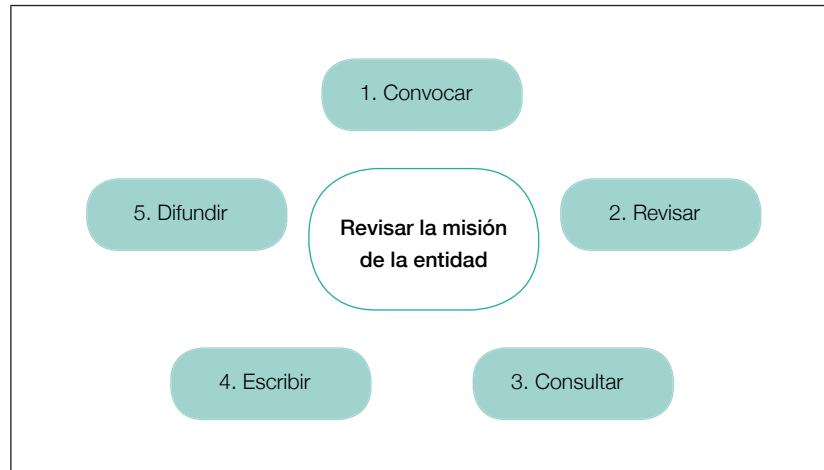 1. Convocar
5. Difundir
2. Revisar
Revisar la misión
de la entidad
4. Escribir
3. Consultar